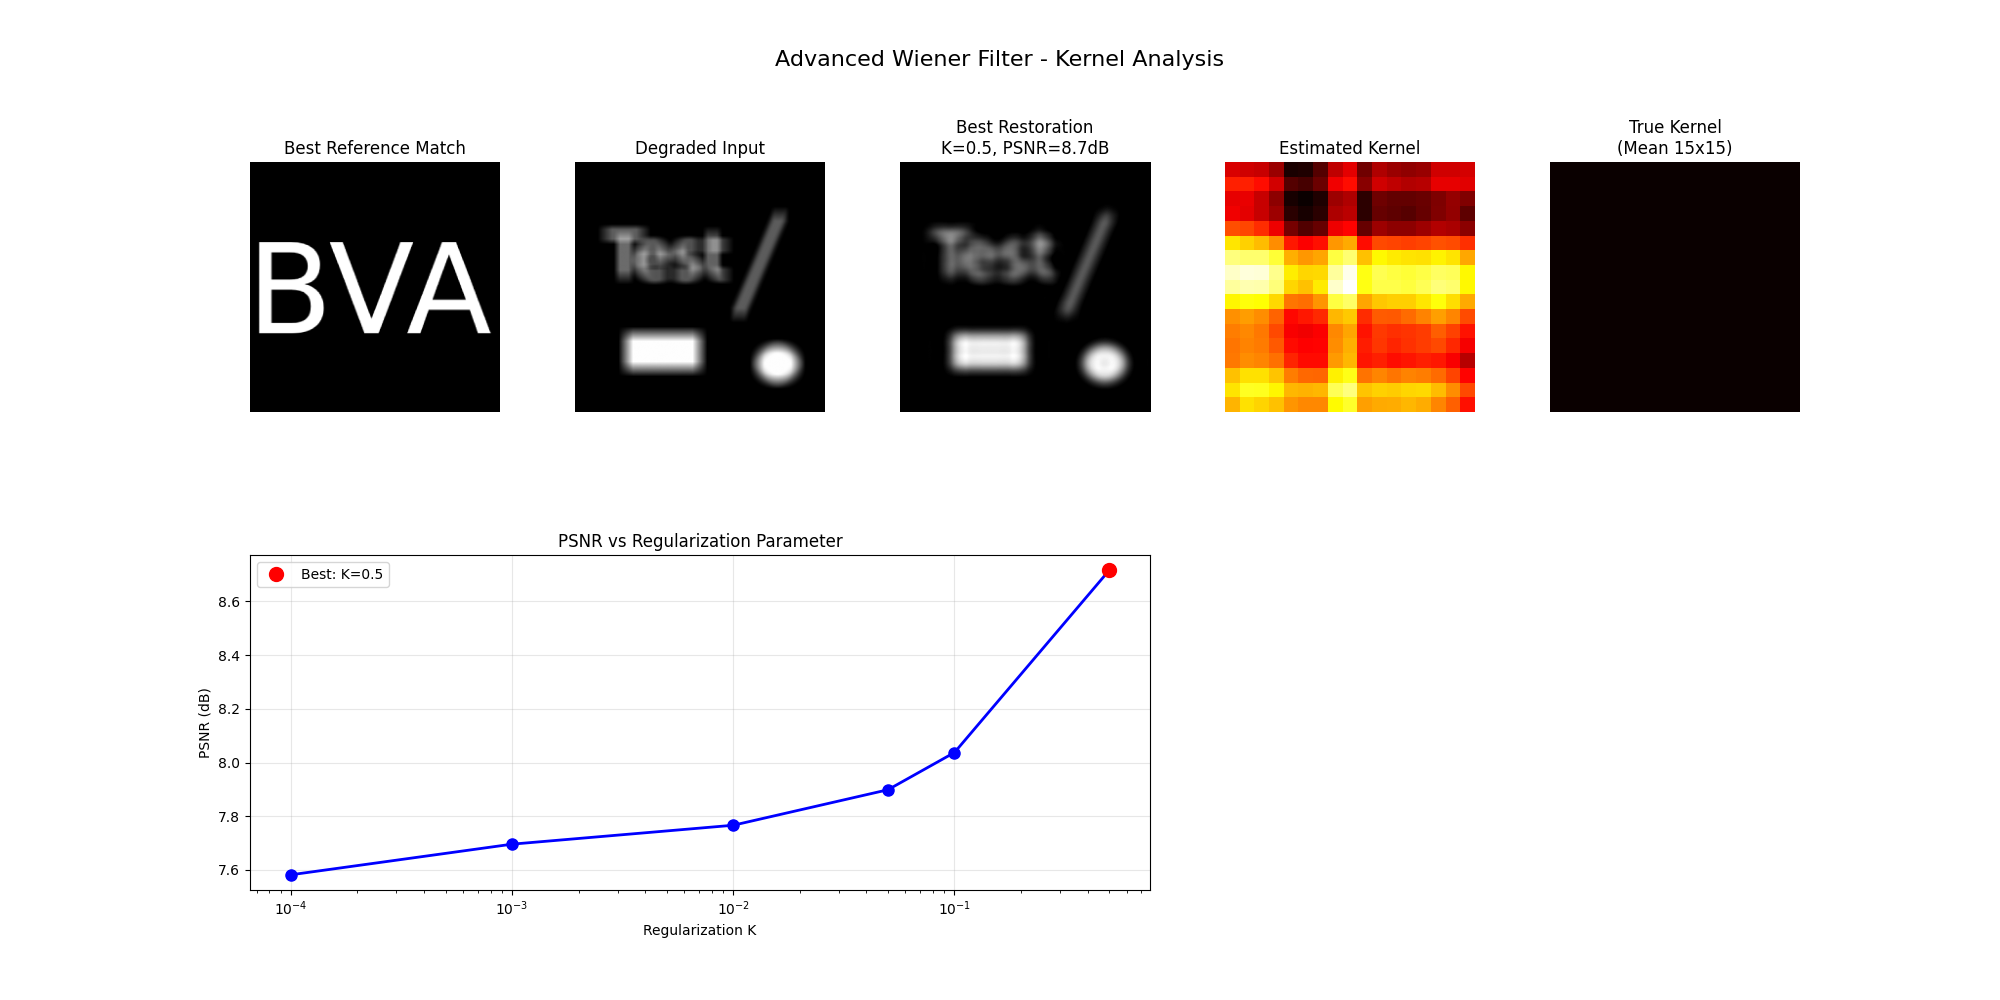 Advanced Wiener Filter - Kernel Analysis
Best Reference Match
BVA
Degraded Input
Test
Best Restoration
K=0.5, PSNR=8.7dB
Test
Estimated Kernel
True Kernel
(Mean 15x15)
PSNR vs Regularization Parameter
Best: K=0.5
PSNR (dB)
8.6
8.4
8.2
8.0
7.8
7.6
10⁻⁴ 10⁻³ 10⁻² 10⁻¹
Regularization K